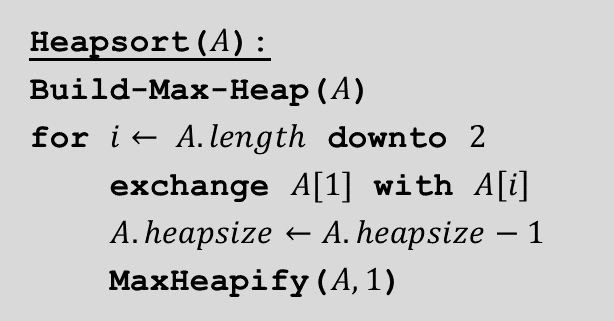 Heapsort(A):
Build-Max-Heap(A)
for i ← A.length downto 2
exchange A[1] with A[i]
A.heapsize ← A.heapsize − 1
MaxHeapify(A, 1)